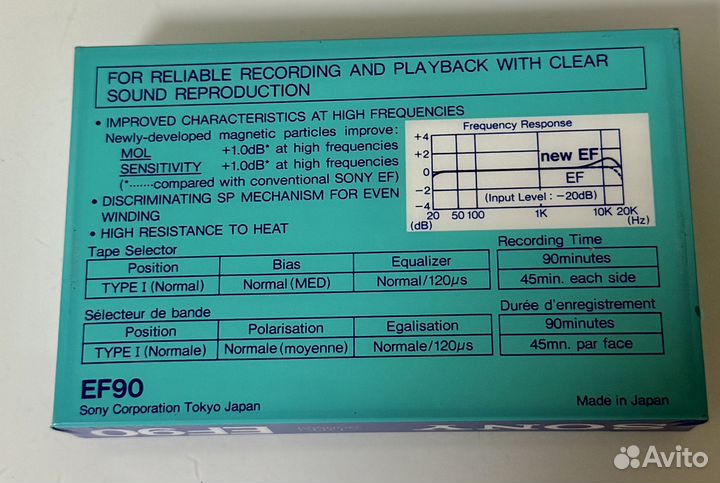 FOR RELIABLE RECORDING AND PLAYBACK WITH CLEAR
SOUND REPRODUCTION
• IMPROVED CHARACTERISTICS AT HIGH FREQUENCIES
Newly-developed magnetic particles improve:
MOL +1.0dB* at high frequencies
SENSITIVITY +1.0dB* at high frequencies
(*.......compared with conventional SONY EF)
• DISCRIMINATING SP MECHANISM FOR EVEN
WINDING
• HIGH RESISTANCE TO HEAT
Frequency Response
+4
+2
0
−2
−4
new EF
EF
(Input Level : −20dB)
20 50 100 1K 10K 20K
(dB) (Hz)
Tape Selector
Position Bias Equalizer
TYPE I (Normal) Normal (MED) Normal/120μs
Recording Time
90minutes
45min. each side
Sélecteur de bande
Position Polarisation Egalisation
TYPE I (Normale) Normale (moyenne) Normale/120μs
Durée d'enregistrement
90minutes
45mn. par face
EF90
Sony Corporation Tokyo Japan
Made in Japan
SONY
EF90
Avito